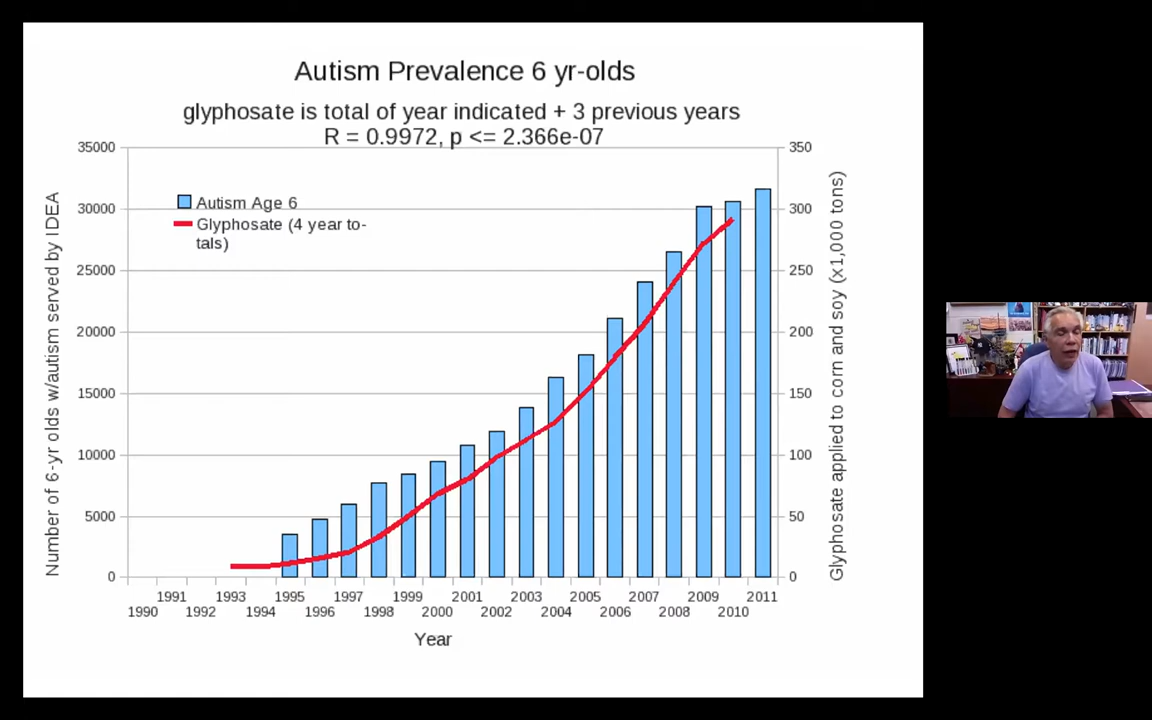 Autism Prevalence 6 yr-olds
glyphosate is total of year indicated + 3 previous years
R = 0.9972, p <= 2.366e-07
35000
30000
25000
20000
15000
10000
5000
0
Number of 6-yr olds w/autism served by IDEA
Autism Age 6
Glyphosate (4 year to-
tals)
350
300
250
200
150
100
50
0
Glyphosate applied to corn and soy (x1,000 tons)
1991 1993 1995 1997 1999 2001 2003 2005 2007 2009 2011
1990 1992 1994 1996 1998 2000 2002 2004 2006 2008 2010
Year